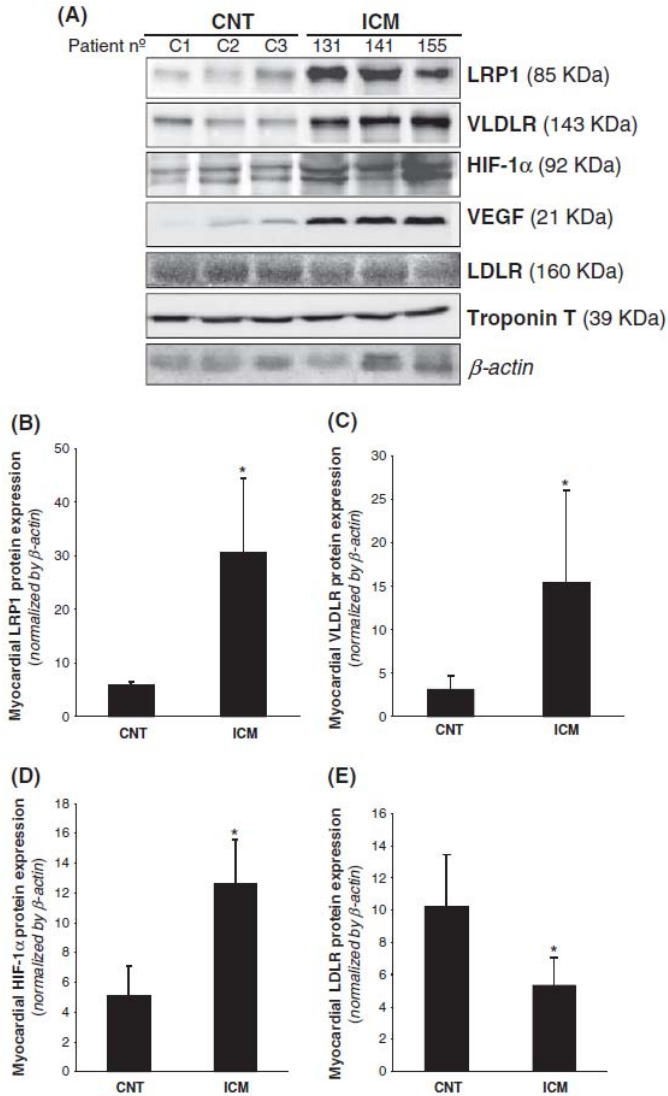 (A)
CNT ICM
Patient nº C1 C2 C3 131 141 155
LRP1 (85 KDa)
VLDLR (143 KDa)
HIF-1α (92 KDa)
VEGF (21 KDa)
LDLR (160 KDa)
Troponin T (39 KDa)
β-actin
(B)
Myocardial LRP1 protein expression
(normalized by β-actin)
50
40
30
20
10
0
*
CNT ICM
(C)
Myocardial VLDLR protein expression
(normalized by β-actin)
30
25
20
15
10
5
0
*
CNT ICM
(D)
Myocardial HIF-1α protein expression
(normalized by β-actin)
18
16
14
12
10
8
6
4
2
0
*
CNT ICM
(E)
Myocardial LDLR protein expression
(normalized by β-actin)
16
14
12
10
8
6
4
2
0
*
CNT ICM